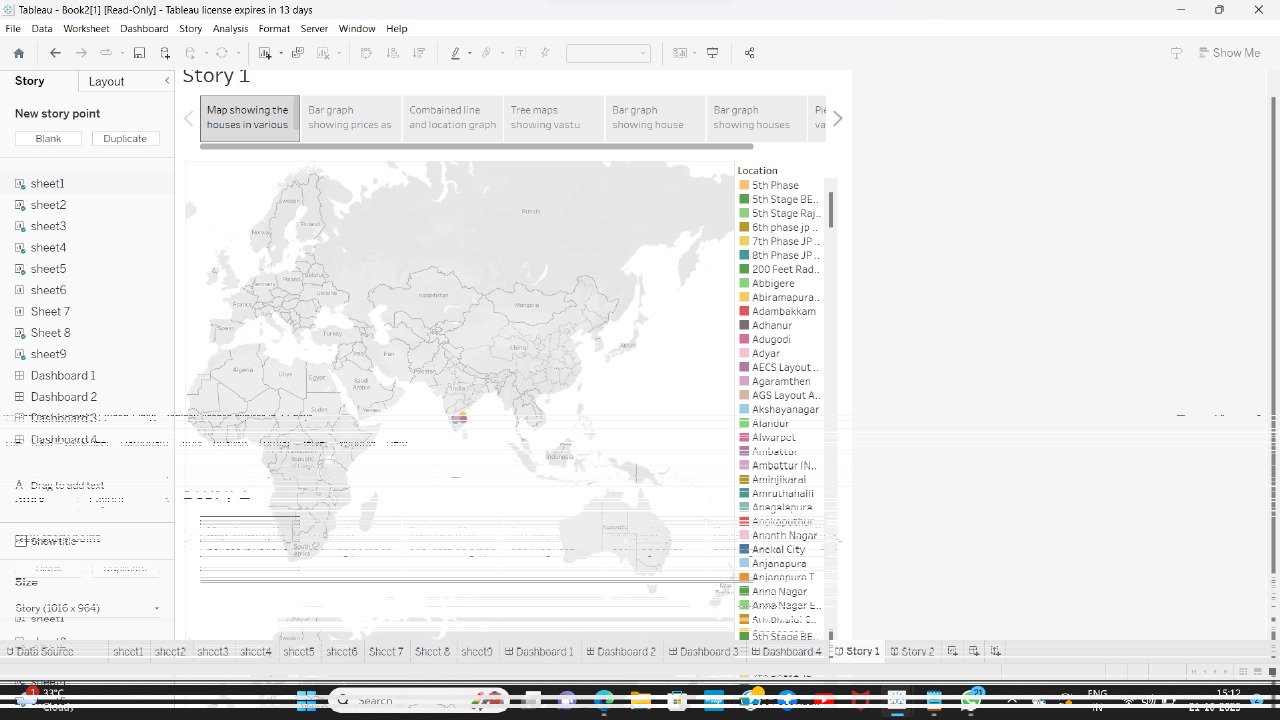 Tableau - Book2[1] [Read-Only] - Tableau license expires in 13 days
File Data Worksheet Dashboard Story Analysis Format Server Window Help
Show Me
Story Layout
New story point
Blank Duplicate
sheet1
sheet2
sheet3
sheet4
sheet5
sheet6
Sheet 7
Sheet 8
sheet9
Dashboard 1
Dashboard 2
Dashboard 3
Dashboard 4
Size
Story (1016 x 964)
Story 1
Map showing the houses in various
Bar graph showing prices as
Combained line and location graph
Tree maps showing vastu
Bar graph showing house
Bar graph showing houses
Pie
va
Sweden
Finland
Norway
Russia
Belarus
Poland
Germany
Ukraine
France
Spain
Turkey
Kazakhstan
Mongolia
China
Japan
Iraq
Iran
Pakistan
Algeria
Libya
Egypt
Saudi Arabia
Sudan
Yemen
India
Indonesia
Location
5th Phase
5th Stage BE..
5th Stage Raj..
6th phase jp ..
7th Phase JP ..
8th Phase JP ..
200 Feet Rad..
Abbigere
Abiramapura..
Adambakkam
Adhanur
Adugodi
Adyar
AECS Layout ..
Agaramthen
AGS Layout A..
Akshayanagar
Alandur
Alwarpet
Ambattur
Ambattur IN..
Aminjikarai
Amruthahalli
Ananth Nagar
Anekal City
Anjanapura
Anjanapura T..
Anna Nagar
Anna Nagar E..
5th Stage BE..
Data Source sheet1 sheet2 sheet3 sheet4 sheet5 sheet6 Sheet 7 Sheet 8 sheet9 Dashboard 1 Dashboard 2 Dashboard 3 Dashboard 4 Story 1 Story 2
Cloudy
Search
ENG
IN
15:12
21-10-2023